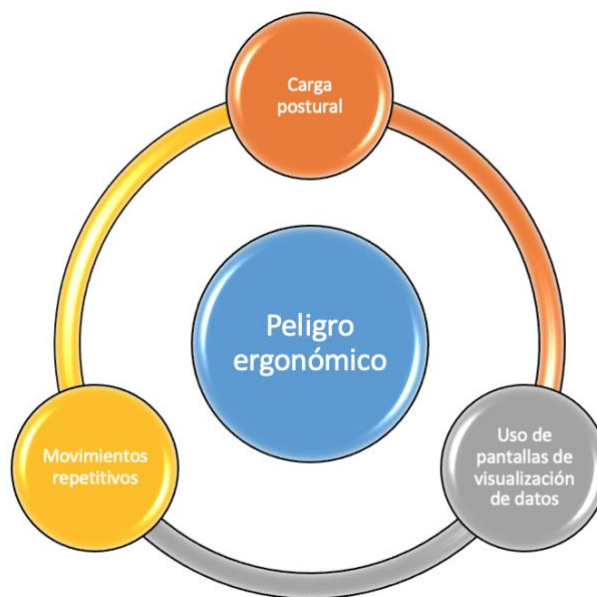 Carga
postural
Peligro
ergonómico
Movimientos
repetitivos
Uso de
pantallas de
visualización
de datos